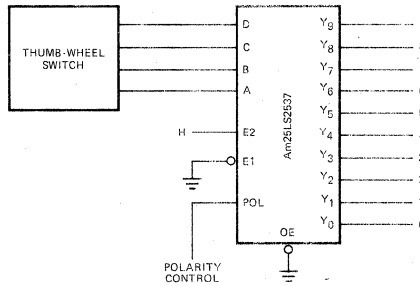 THUMB-WHEEL
SWITCH
D
C
B
A
H
E2
E1
POL
POLARITY
CONTROL
Am25LS2537
OE
Y9
Y8
Y7
Y6
Y5
Y4
Y3
Y2
Y1
Y0